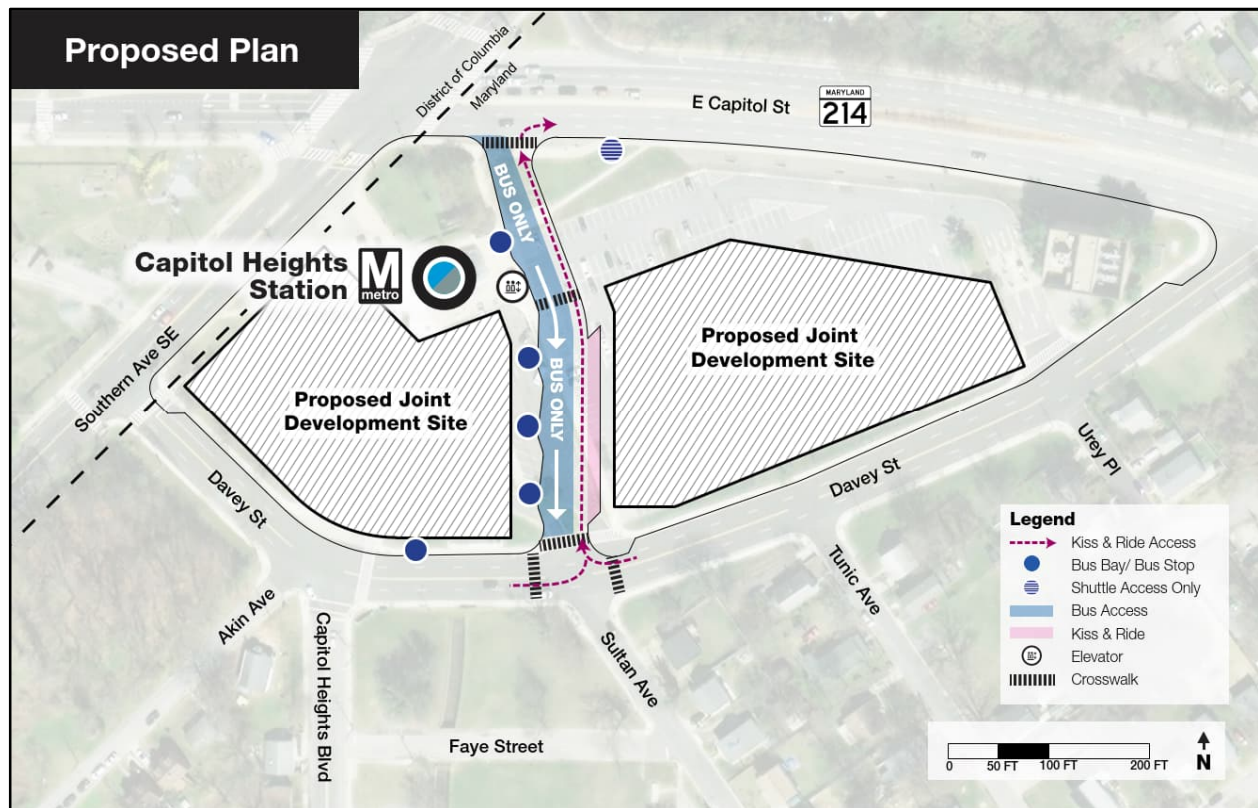 Proposed Plan
District of Columbia
Maryland
E Capitol St
MARYLAND
214
BUS ONLY
Capitol Heights
Station
M
metro
Southern Ave SE
BUS ONLY
Proposed Joint
Development Site
Proposed Joint
Development Site
Davey St
Davey St
Urey Pl
Akin Ave
Capitol Heights Blvd
Sultan Ave
Tunic Ave
Faye Street
Legend
Kiss & Ride Access
Bus Bay/ Bus Stop
Shuttle Access Only
Bus Access
Kiss & Ride
Elevator
Crosswalk
0 50 FT 100 FT 200 FT
N